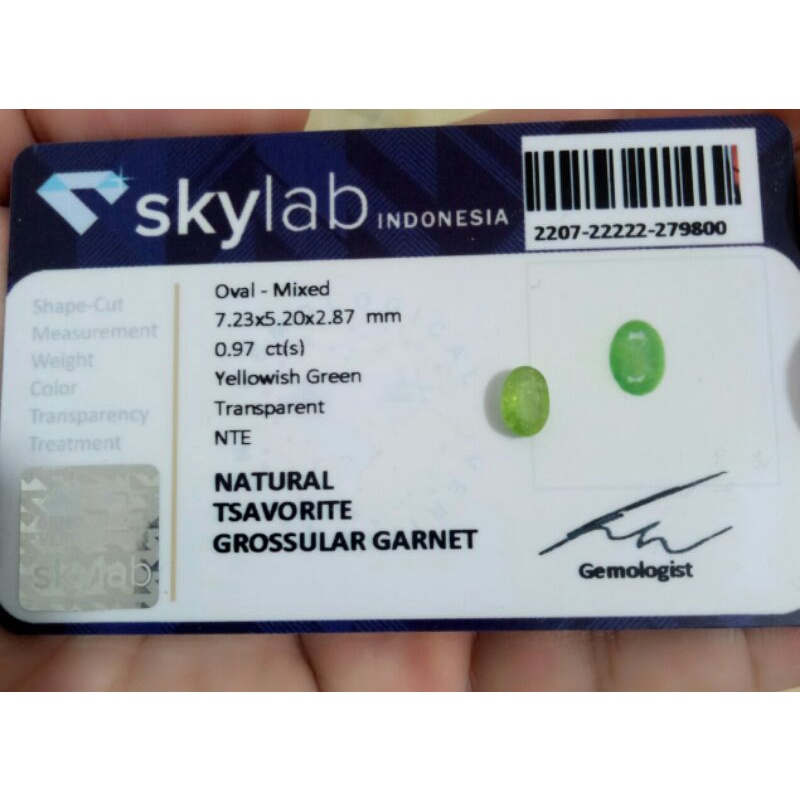 skylab INDONESIA
2207-22222-279800
Shape-Cut Oval - Mixed
Measurement 7.23x5.20x2.87 mm
Weight 0.97 ct(s)
Color Yellowish Green
Transparency Transparent
Treatment NTE
NATURAL
TSAVORITE
GROSSULAR GARNET
skylab
Gemologist